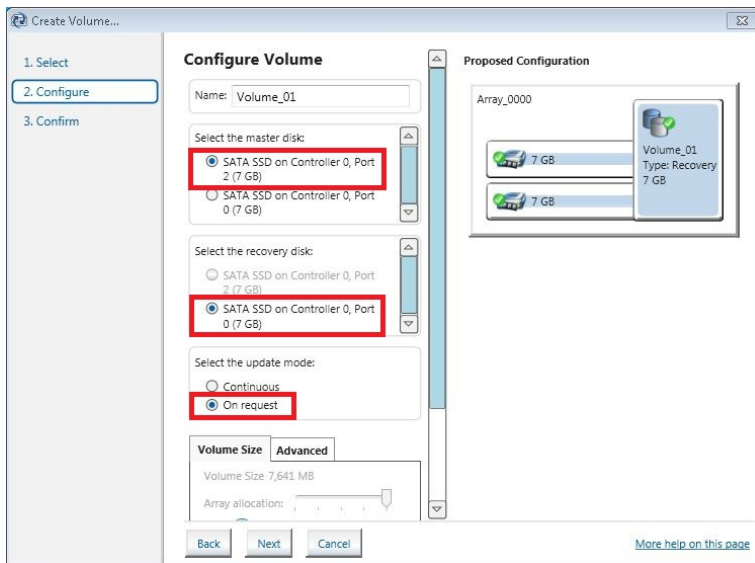 Create Volume...
1. Select
2. Configure
3. Confirm
Configure Volume
Name: Volume_01
Select the master disk:
SATA SSD on Controller 0, Port
2 (7 GB)
SATA SSD on Controller 0, Port
0 (7 GB)
Select the recovery disk:
SATA SSD on Controller 0, Port
2 (7 GB)
SATA SSD on Controller 0, Port
0 (7 GB)
Select the update mode:
Continuous
On request
Volume Size Advanced
Volume Size 7,641 MB
Array allocation:
Back Next Cancel
Proposed Configuration
Array_0000
7 GB
7 GB
Volume_01
Type: Recovery
7 GB
More help on this page